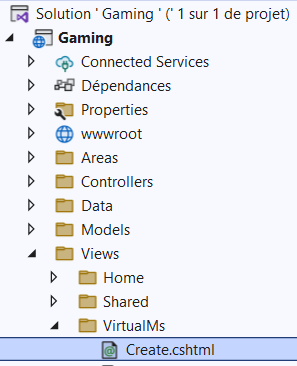 Solution ' Gaming ' (' 1 sur 1 de projet)
Gaming
Connected Services
Dépendances
Properties
wwwroot
Areas
Controllers
Data
Models
Views
Home
Shared
VirtualMs
Create.cshtml